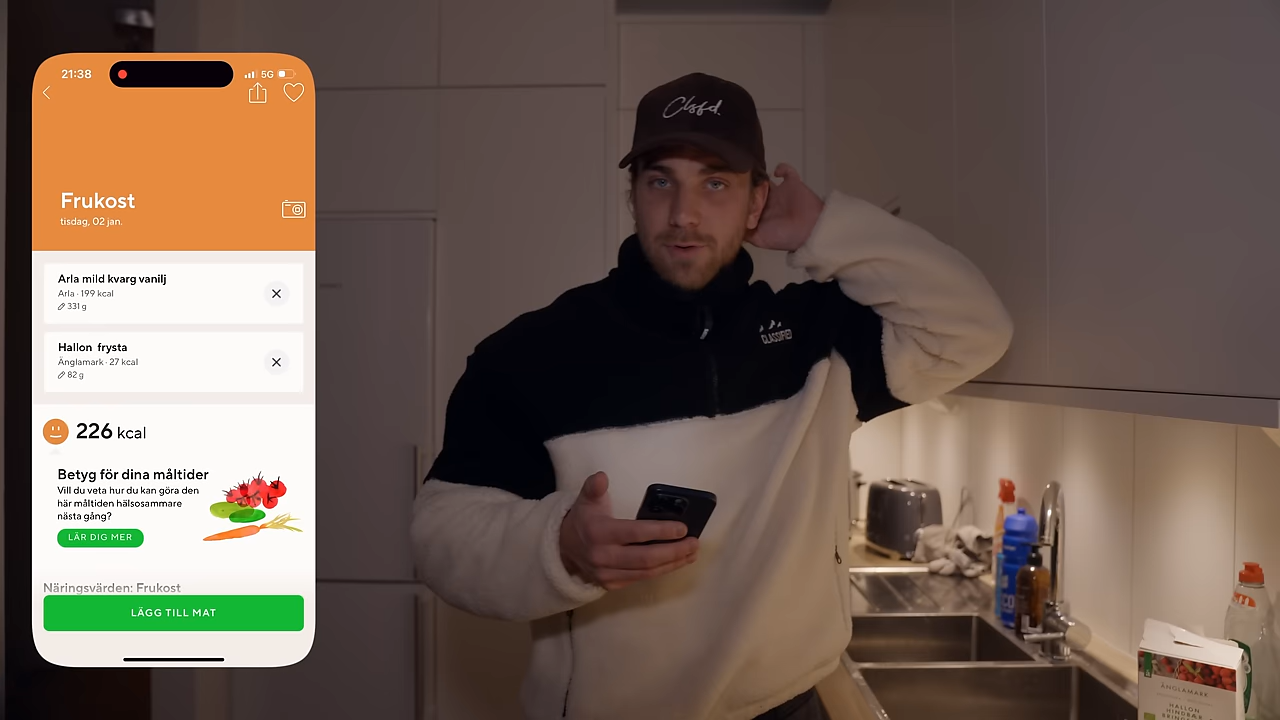 21:38
5G
Frukost
tisdag, 02 jan.
Arla mild kvarg vanilj
Arla · 199 kcal
331 g
Hallon frysta
Änglamark · 27 kcal
82 g
226 kcal
Betyg för dina måltider
Vill du veta hur du kan göra den
här måltiden hälsosammare
nästa gång?
LÄR DIG MER
Näringsvärden: Frukost
LÄGG TILL MAT
Clsfd.
CLASSIFIED
ÄNGLAMARK
HALLON
HINDBÆR